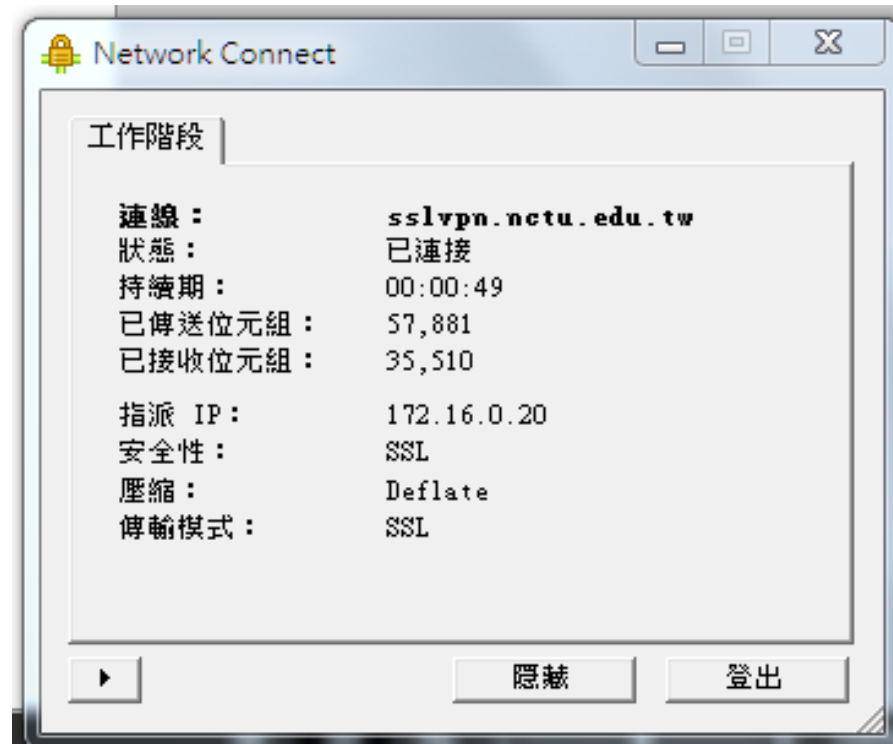 Network Connect
工作階段
連線： sslvpn.nctu.edu.tw
狀態： 已連接
持續期： 00:00:49
已傳送位元組： 57,881
已接收位元組： 35,510
指派 IP： 172.16.0.20
安全性： SSL
壓縮： Deflate
傳輸模式： SSL
隱藏 登出